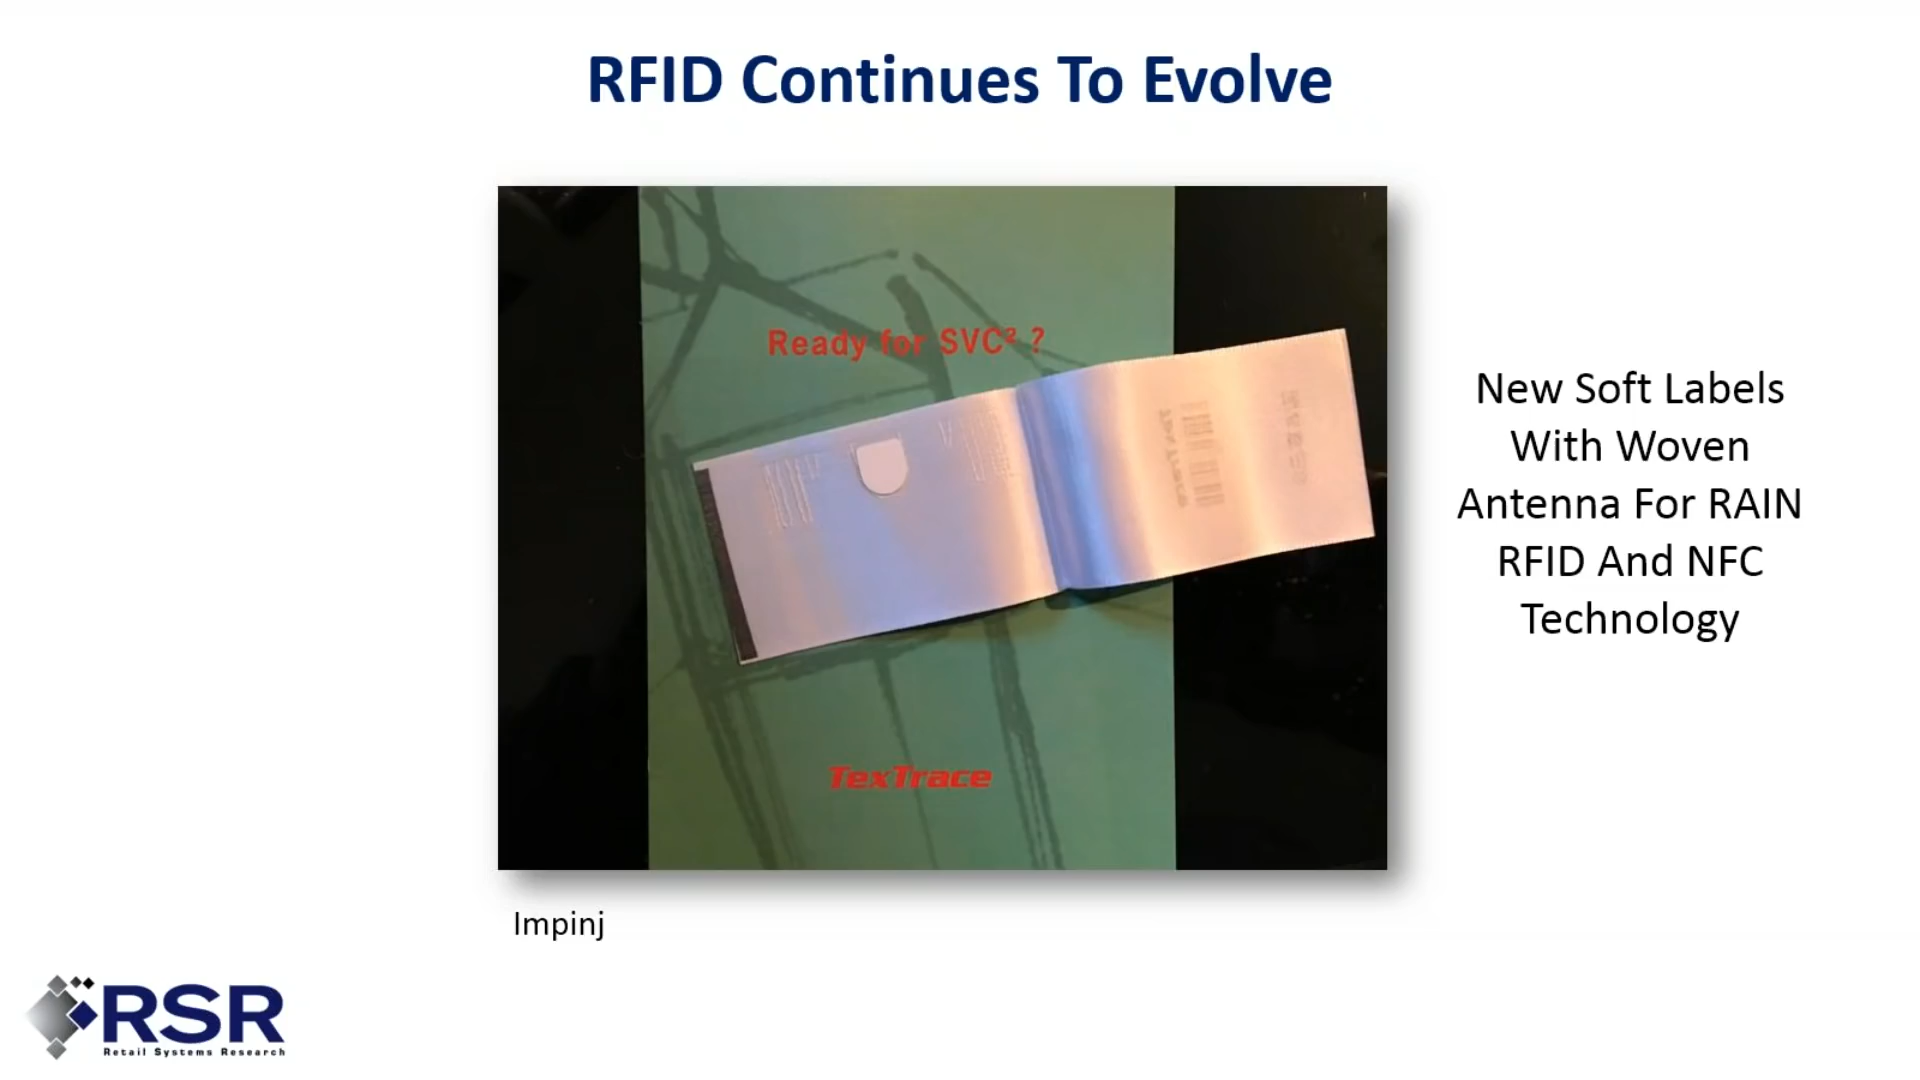 RFID Continues To Evolve
Ready for SVC² ?
TexTrace
New Soft Labels
With Woven
Antenna For RAIN
RFID And NFC
Technology
Impinj
RSR
Retail Systems Research